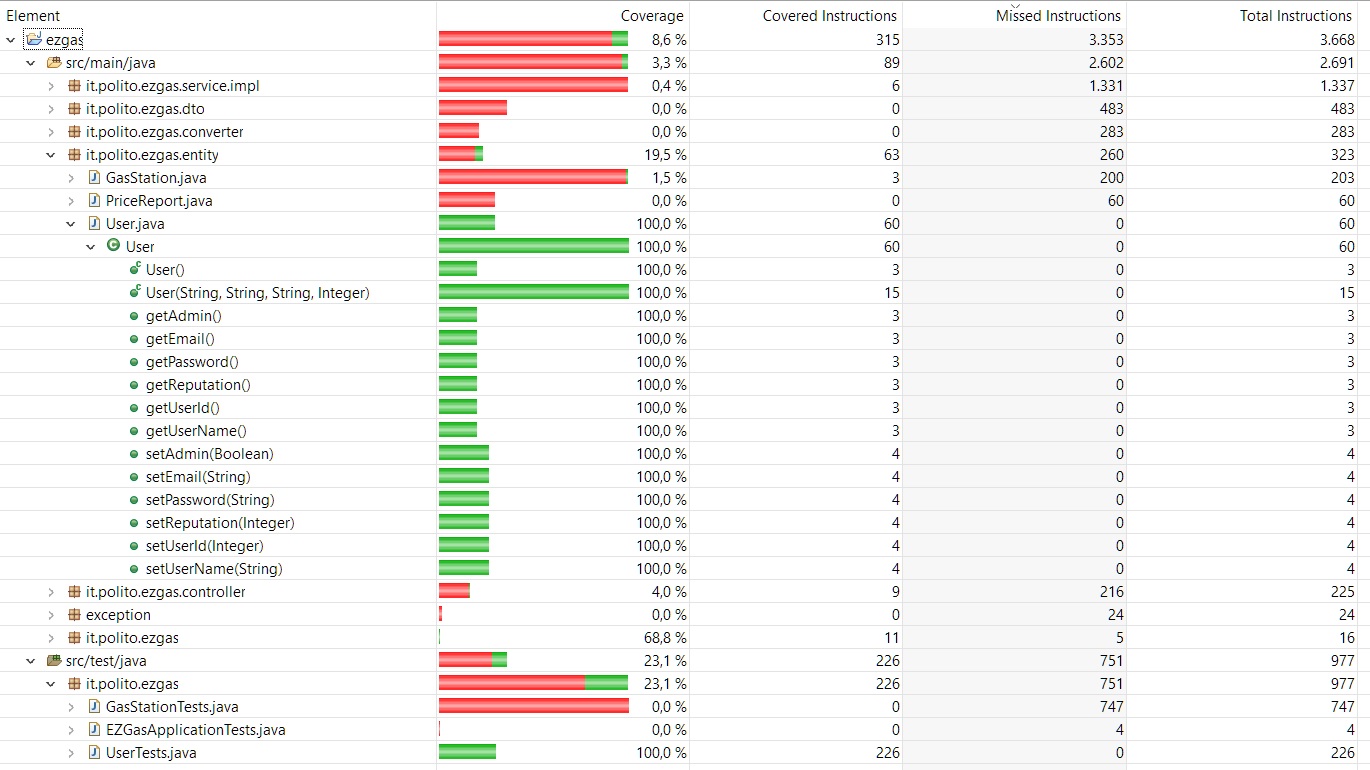 Element Coverage Covered Instructions Missed Instructions Total Instructions
ezgas 8,6 % 315 3.353 3.668
src/main/java 3,3 % 89 2.602 2.691
it.polito.ezgas.service.impl 0,4 % 6 1.331 1.337
it.polito.ezgas.dto 0,0 % 0 483 483
it.polito.ezgas.converter 0,0 % 0 283 283
it.polito.ezgas.entity 19,5 % 63 260 323
GasStation.java 1,5 % 3 200 203
PriceReport.java 0,0 % 0 60 60
User.java 100,0 % 60 0 60
User 100,0 % 60 0 60
User() 100,0 % 3 0 3
User(String, String, String, Integer) 100,0 % 15 0 15
getAdmin() 100,0 % 3 0 3
getEmail() 100,0 % 3 0 3
getPassword() 100,0 % 3 0 3
getReputation() 100,0 % 3 0 3
getUserId() 100,0 % 3 0 3
getUserName() 100,0 % 3 0 3
setAdmin(Boolean) 100,0 % 4 0 4
setEmail(String) 100,0 % 4 0 4
setPassword(String) 100,0 % 4 0 4
setReputation(Integer) 100,0 % 4 0 4
setUserId(Integer) 100,0 % 4 0 4
setUserName(String) 100,0 % 4 0 4
it.polito.ezgas.controller 4,0 % 9 216 225
exception 0,0 % 0 24 24
it.polito.ezgas 68,8 % 11 5 16
src/test/java 23,1 % 226 751 977
it.polito.ezgas 23,1 % 226 751 977
GasStationTests.java 0,0 % 0 747 747
EZGasApplicationTests.java 0,0 % 0 4 4
UserTests.java 100,0 % 226 0 226